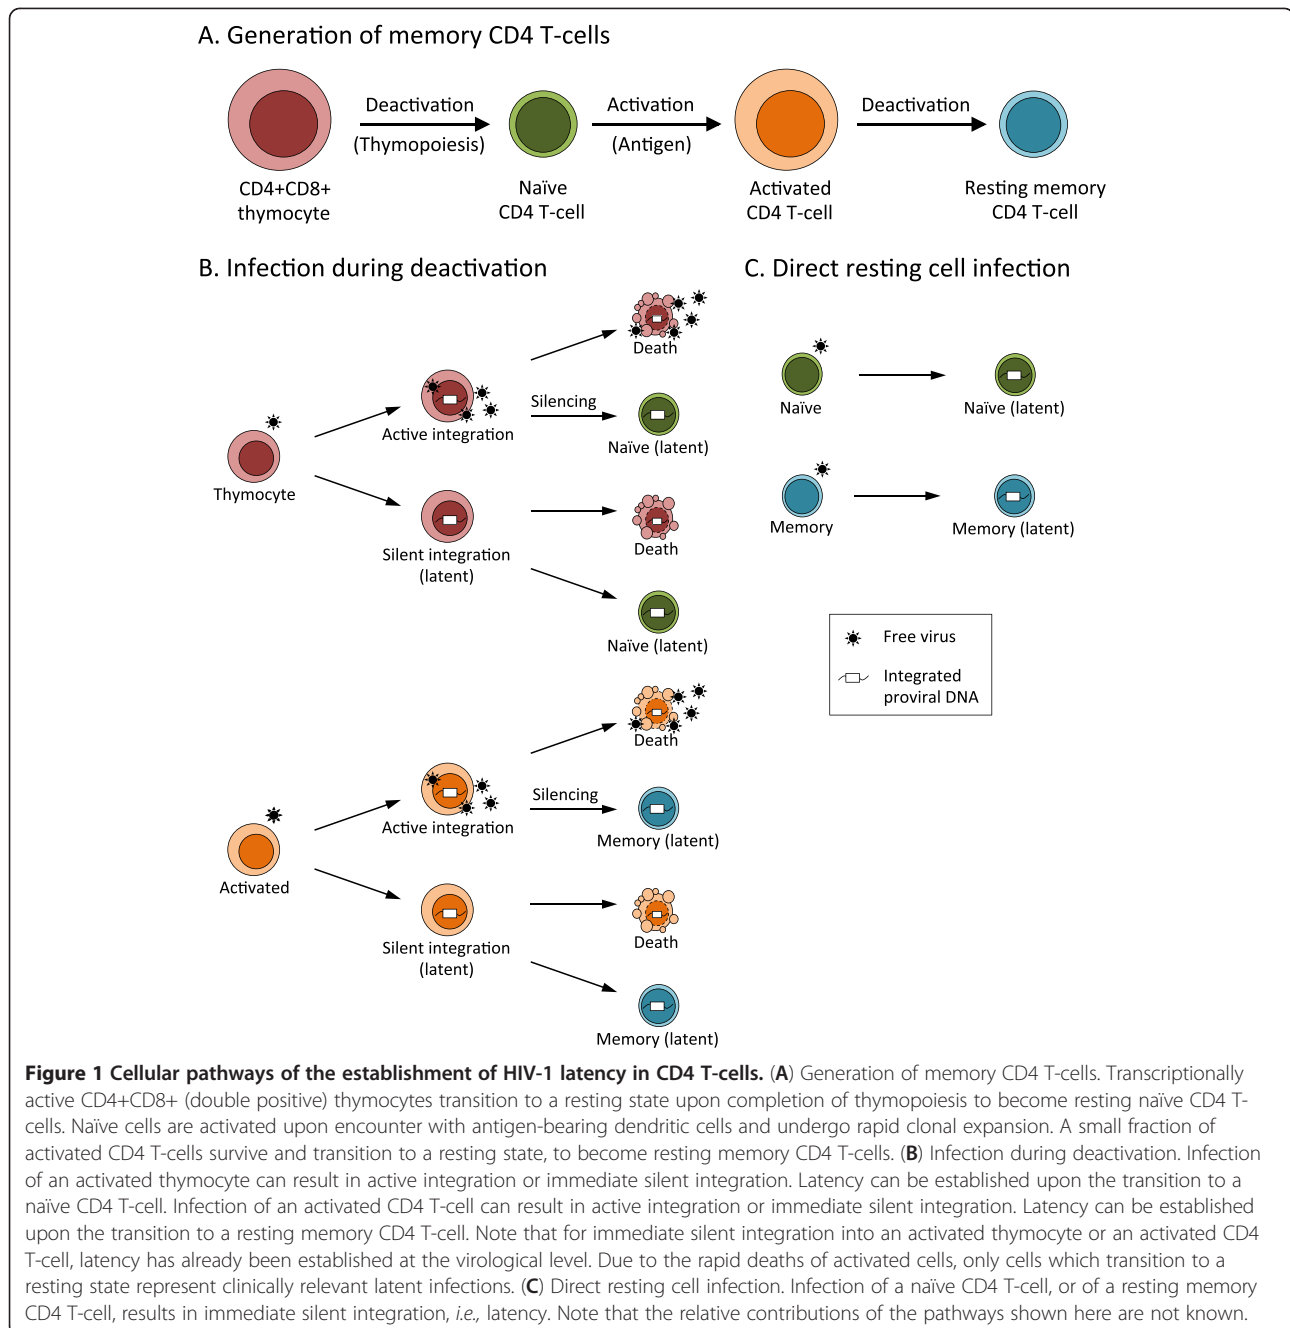 A. Generation of memory CD4 T-cells
Deactivation
(Thymopoiesis)
Activation
(Antigen)
Deactivation
CD4+CD8+
thymocyte
Naïve
CD4 T-cell
Activated
CD4 T-cell
Resting memory
CD4 T-cell
B. Infection during deactivation
Thymocyte
Active integration
Silent integration
(latent)
Death
Silencing
Naïve (latent)
Death
Naïve (latent)
Activated
Active integration
Silent integration
(latent)
Death
Silencing
Memory (latent)
Death
Memory (latent)
C. Direct resting cell infection
Naïve
Naïve (latent)
Memory
Memory (latent)
Free virus
Integrated
proviral DNA
Figure 1 Cellular pathways of the establishment of HIV-1 latency in CD4 T-cells. (A) Generation of memory CD4 T-cells. Transcriptionally
active CD4+CD8+ (double positive) thymocytes transition to a resting state upon completion of thymopoiesis to become resting naïve CD4 T-
cells. Naïve cells are activated upon encounter with antigen-bearing dendritic cells and undergo rapid clonal expansion. A small fraction of
activated CD4 T-cells survive and transition to a resting state, to become resting memory CD4 T-cells. (B) Infection during deactivation. Infection
of an activated thymocyte can result in active integration or immediate silent integration. Latency can be established upon the transition to a
naïve CD4 T-cell. Infection of an activated CD4 T-cell can result in active integration or immediate silent integration. Latency can be established
upon the transition to a resting memory CD4 T-cell. Note that for immediate silent integration into an activated thymocyte or an activated CD4
T-cell, latency has already been established at the virological level. Due to the rapid deaths of activated cells, only cells which transition to a
resting state represent clinically relevant latent infections. (C) Direct resting cell infection. Infection of a naïve CD4 T-cell, or of a resting memory
CD4 T-cell, results in immediate silent integration, i.e., latency. Note that the relative contributions of the pathways shown here are not known.